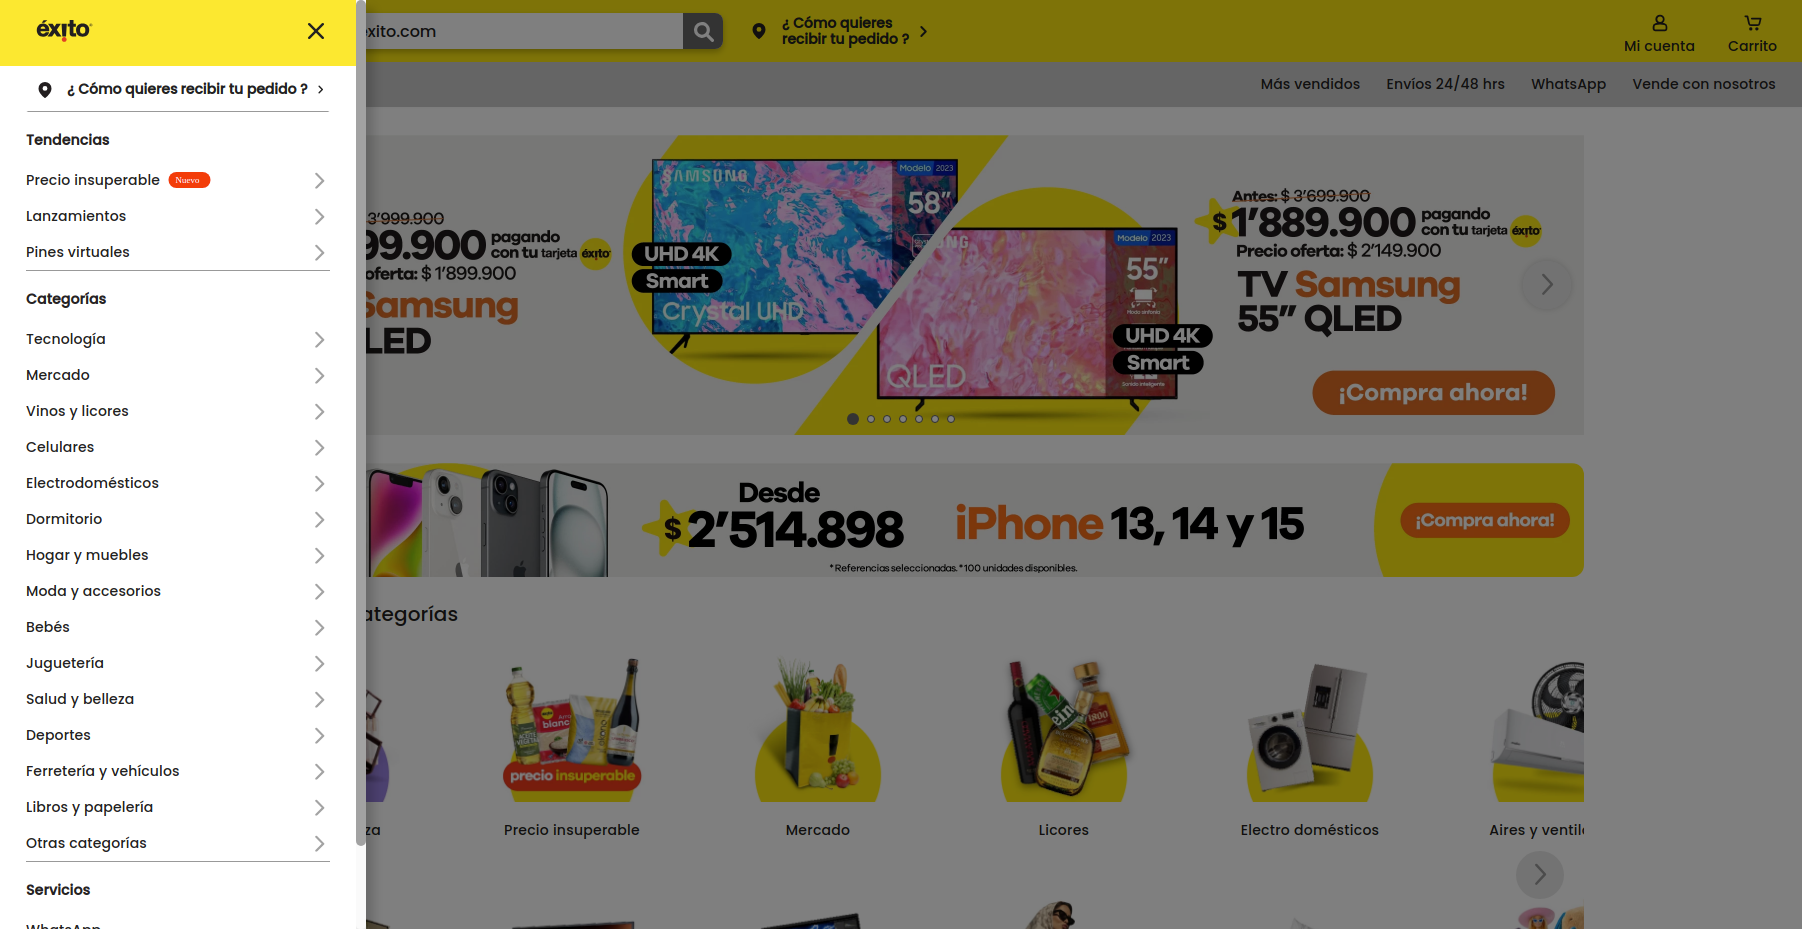 éxito
¿ Cómo quieres recibir tu pedido ?
Tendencias
Precio insuperable Nuevo
Lanzamientos
Pines virtuales
Categorías
Tecnología
Mercado
Vinos y licores
Celulares
Electrodomésticos
Dormitorio
Hogar y muebles
Moda y accesorios
Bebés
Juguetería
Salud y belleza
Deportes
Ferretería y vehículos
Libros y papelería
Otras categorías
Servicios
WhatsApp
éxito.com
¿ Cómo quieres
recibir tu pedido ?
Mi cuenta
Carrito
Más vendidos
Envíos 24/48 hrs
WhatsApp
Vende con nosotros
3'999.900
99.900 pagando
con tu tarjeta éxito
oferta: $ 1'899.900
Samsung
LED
SAMSUNG
Modelo 2023
58”
UHD 4K
Smart
Crystal UHD
Modelo 2023
55”
UHD 4K
Smart
QLED
Antes: $ 3'699.900
$ 1'889.900 pagando
con tu tarjeta éxito
Precio oferta: $ 2'149.900
TV Samsung
55” QLED
¡Compra ahora!
Desde
$ 2'514.898
iPhone 13, 14 y 15
*Referencias seleccionadas. *100 unidades disponibles.
¡Compra ahora!
ategorías
precio insuperable
za
Precio insuperable
Mercado
Licores
Electro domésticos
Aires y ventila